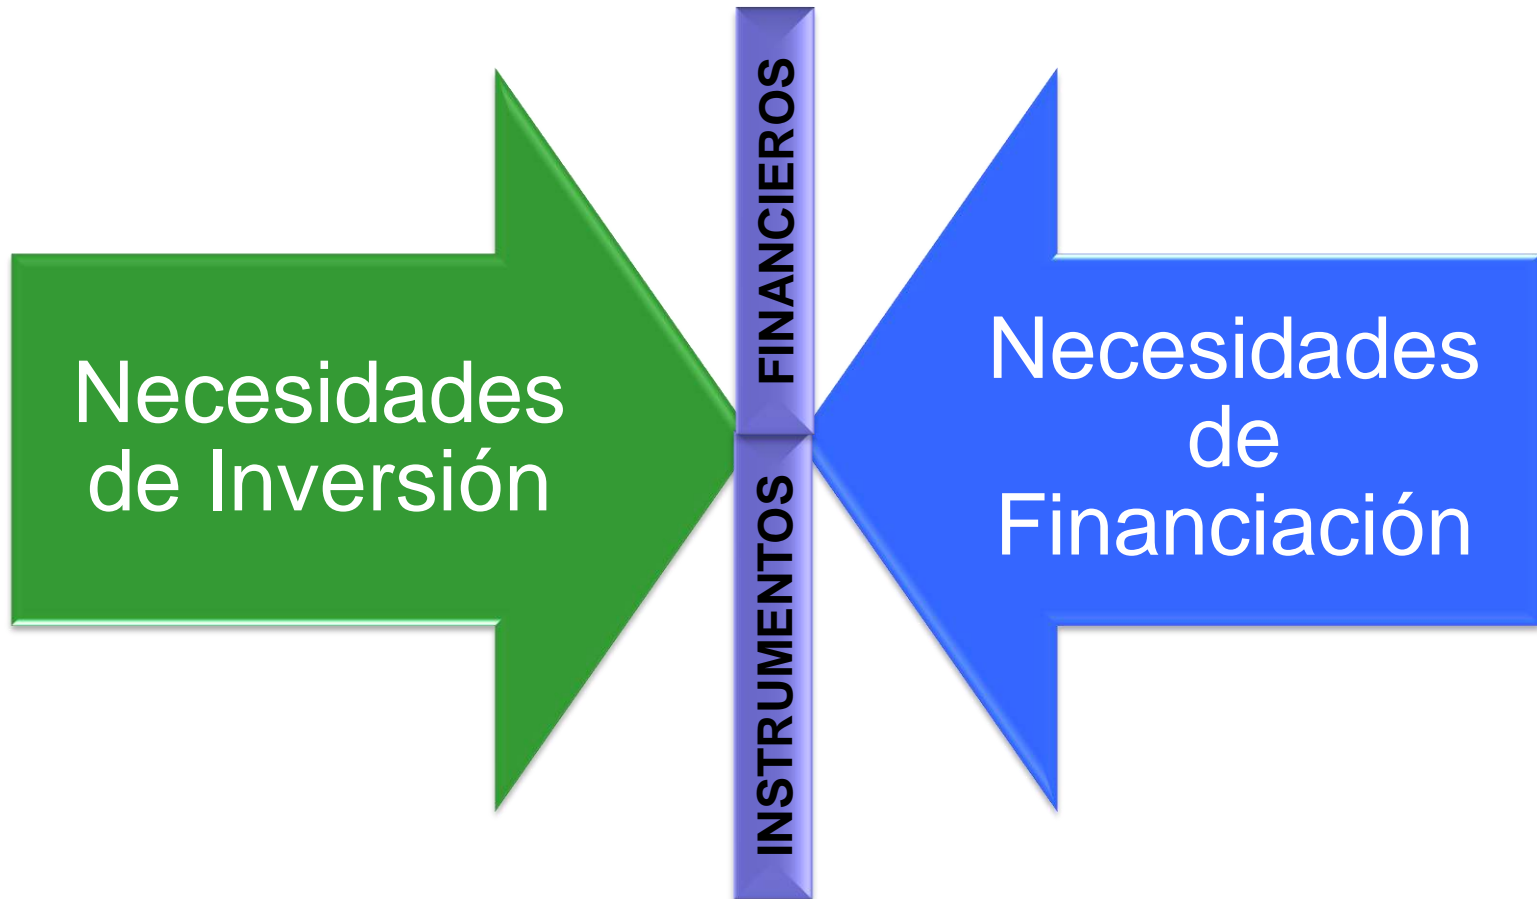 Necesidades
de Inversión
INSTRUMENTOS FINANCIEROS
Necesidades
de
Financiación